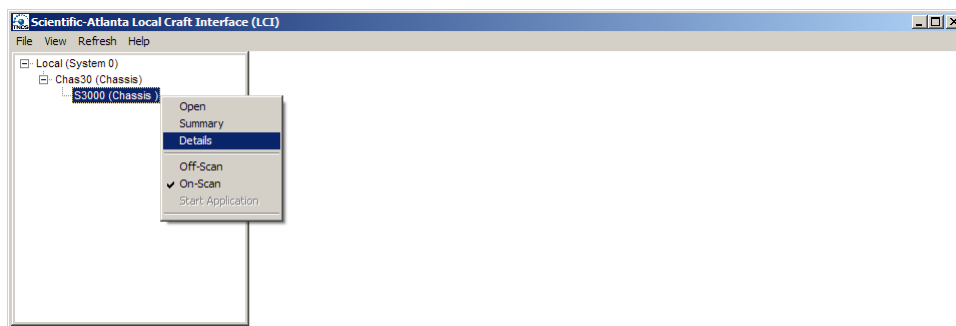 Scientific-Atlanta Local Craft Interface (LCI)
File View Refresh Help
Local (System 0)
Chas30 (Chassis)
S3000 (Chassis )
Open
Summary
Details
Off-Scan
On-Scan
Start Application